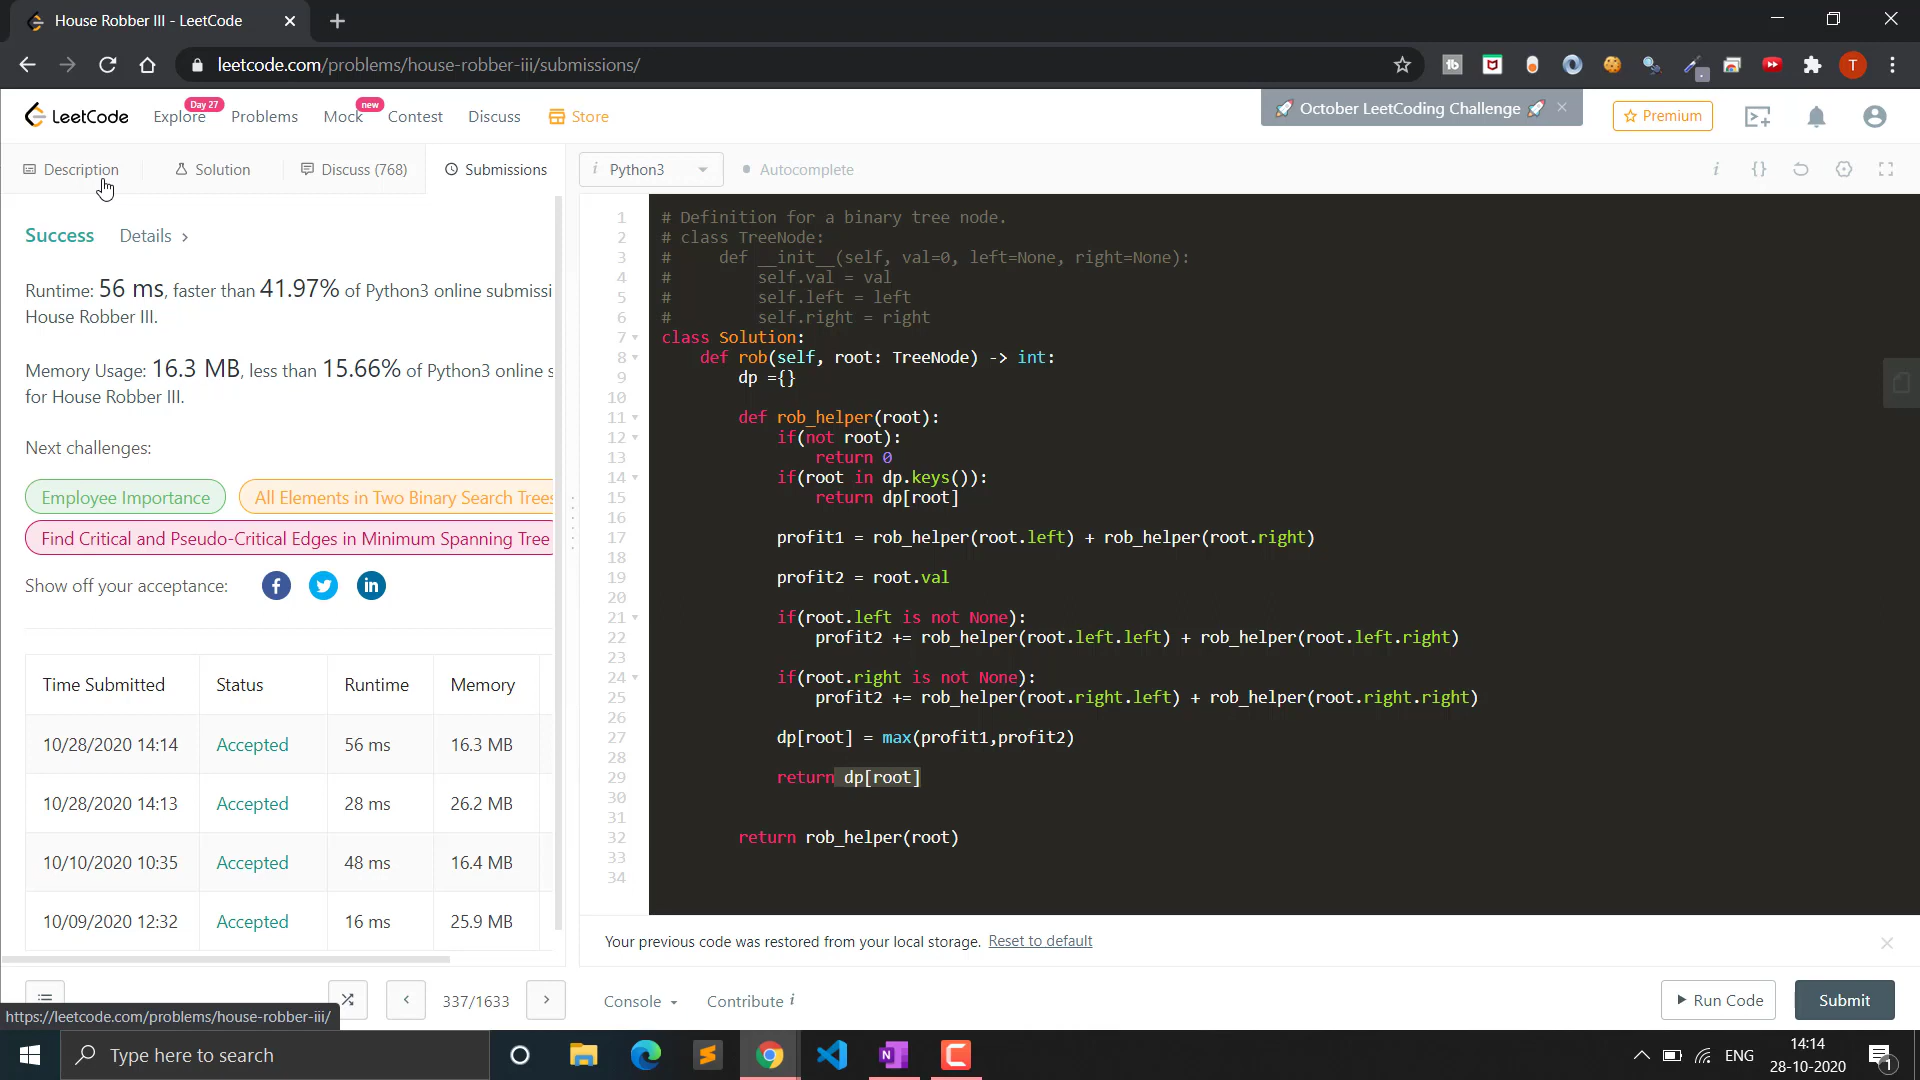 House Robber III - LeetCode
leetcode.com/problems/house-robber-iii/submissions/
T
LeetCode
Explore
Day 27
Problems
Mock
new
Contest
Discuss
Store
🚀 October LeetCoding Challenge 🚀
Premium
Description
Solution
Discuss (768)
Submissions
i Python3
Autocomplete
Success
Details
Runtime: 56 ms, faster than 41.97% of Python3 online submissi
House Robber III.
Memory Usage: 16.3 MB, less than 15.66% of Python3 online s
for House Robber III.
Next challenges:
Employee Importance
All Elements in Two Binary Search Trees
Find Critical and Pseudo-Critical Edges in Minimum Spanning Tree
Show off your acceptance:
Time Submitted Status Runtime Memory
10/28/2020 14:14 Accepted 56 ms 16.3 MB
10/28/2020 14:13 Accepted 28 ms 26.2 MB
10/10/2020 10:35 Accepted 48 ms 16.4 MB
10/09/2020 12:32 Accepted 16 ms 25.9 MB
1 # Definition for a binary tree node.
2 # class TreeNode:
3 #     def __init__(self, val=0, left=None, right=None):
4 #         self.val = val
5 #         self.left = left
6 #         self.right = right
7 class Solution:
8     def rob(self, root: TreeNode) -> int:
9         dp ={}
10
11         def rob_helper(root):
12             if(not root):
13                 return 0
14             if(root in dp.keys()):
15                 return dp[root]
16
17             profit1 = rob_helper(root.left) + rob_helper(root.right)
18
19             profit2 = root.val
20
21             if(root.left is not None):
22                 profit2 += rob_helper(root.left.left) + rob_helper(root.left.right)
23
24             if(root.right is not None):
25                 profit2 += rob_helper(root.right.left) + rob_helper(root.right.right)
26
27             dp[root] = max(profit1,profit2)
28
29             return dp[root]
30
31
32         return rob_helper(root)
33
34
Your previous code was restored from your local storage. Reset to default
337/1633
Console
Contribute i
Run Code
Submit
https://leetcode.com/problems/house-robber-iii/
Type here to search
ENG
14:14
28-10-2020
1